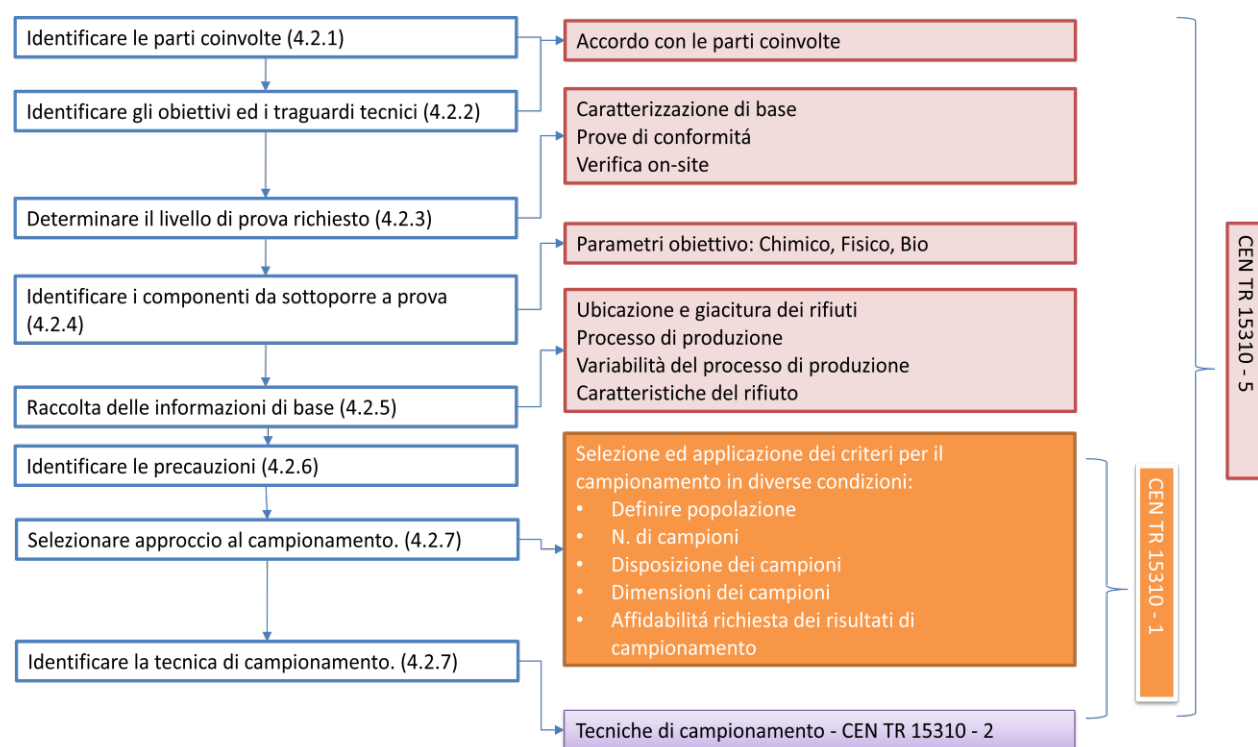 Identificare le parti coinvolte (4.2.1)
Accordo con le parti coinvolte
Identificare gli obiettivi ed i traguardi tecnici (4.2.2)
Caratterizzazione di base
Prove di conformitá
Verifica on-site
Determinare il livello di prova richiesto (4.2.3)
Parametri obiettivo: Chimico, Fisico, Bio
Identificare i componenti da sottoporre a prova
(4.2.4)
Ubicazione e giacitura dei rifiuti
Processo di produzione
Variabilità del processo di produzione
Caratteristiche del rifiuto
Raccolta delle informazioni di base (4.2.5)
Identificare le precauzioni (4.2.6)
Selezione ed applicazione dei criteri per il
campionamento in diverse condizioni:
• Definire popolazione
• N. di campioni
• Disposizione dei campioni
• Dimensioni dei campioni
• Affidabilitá richiesta dei risultati di
campionamento
Selezionare approccio al campionamento. (4.2.7)
Identificare la tecnica di campionamento. (4.2.7)
Tecniche di campionamento - CEN TR 15310 - 2
CEN TR 15310 - 1
CEN TR 15310 - 5